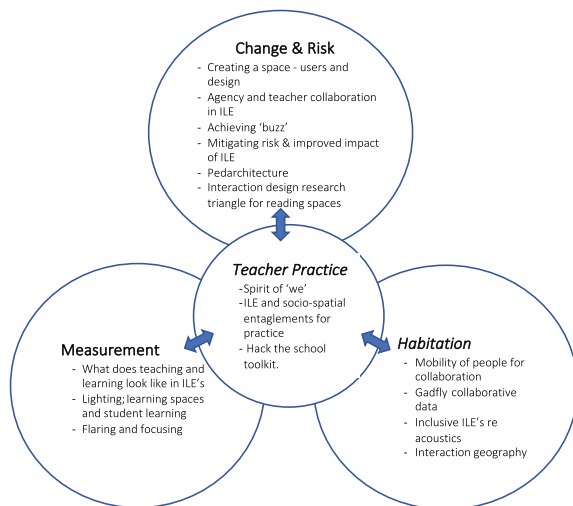 Change & Risk
- Creating a space - users and
design
- Agency and teacher collaboration
in ILE
- Achieving ‘buzz’
- Mitigating risk & improved impact
of ILE
- Pedarchitecture
- Interaction design research
triangle for reading spaces
Teacher Practice
-Spirit of ‘we’
-ILE and socio-spatial
entaglements for
practice
- Hack the school
toolkit.
Measurement
- What does teaching and
learning look like in ILE’s
- Lighting; learning spaces
and student learning
- Flaring and focusing
Habitation
- Mobility of people for
collaboration
- Gadfly collaborative
data
- Inclusive ILE’s re
acoustics
- Interaction geography